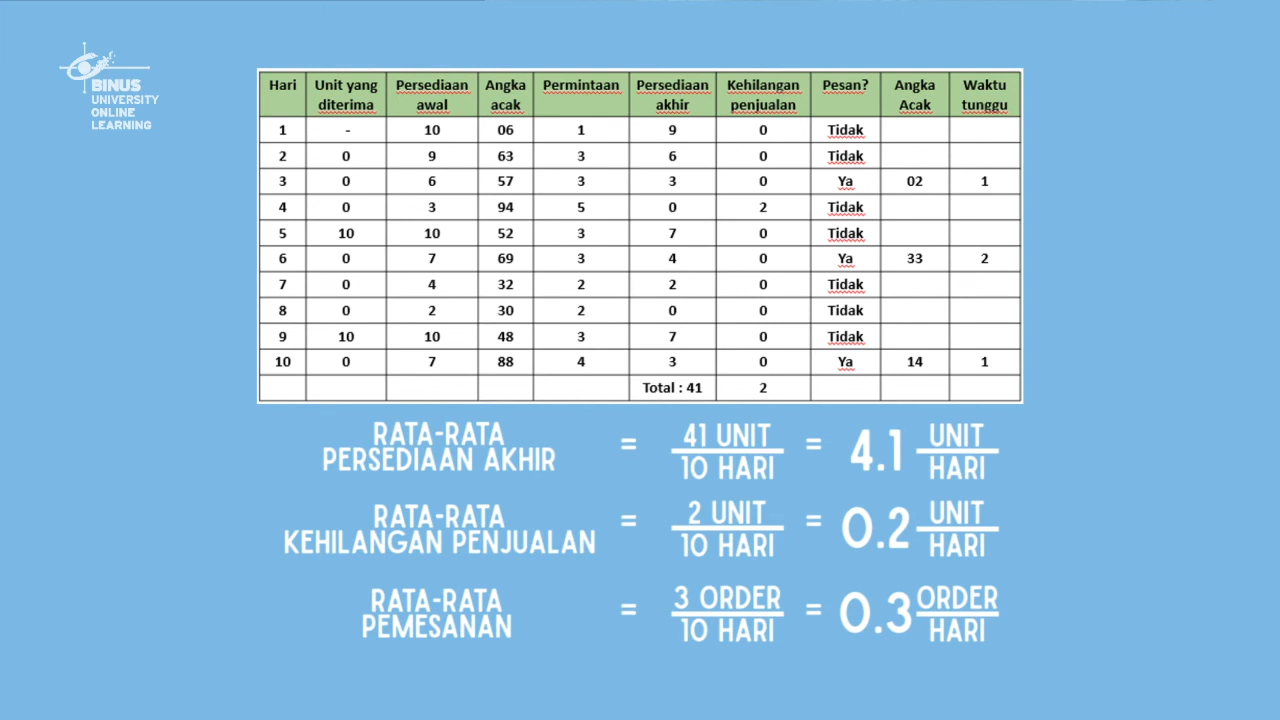 BINUS
UNIVERSITY
ONLINE
LEARNING
Hari Unit yang diterima Persediaan awal Angka acak Permintaan Persediaan akhir Kehilangan penjualan Pesan? Angka Acak Waktu tunggu
1 - 10 06 1 9 0 Tidak
2 0 9 63 3 6 0 Tidak
3 0 6 57 3 3 0 Ya 02 1
4 0 3 94 5 0 2 Tidak
5 10 10 52 3 7 0 Tidak
6 0 7 69 3 4 0 Ya 33 2
7 0 4 32 2 2 0 Tidak
8 0 2 30 2 0 0 Tidak
9 10 10 48 3 7 0 Tidak
10 0 7 88 4 3 0 Ya 14 1
Total : 41 2
RATA-RATA
PERSEDIAAN AKHIR
=
41 UNIT
10 HARI
=
4.1
UNIT
HARI
RATA-RATA
KEHILANGAN PENJUALAN
=
2 UNIT
10 HARI
=
0.2
UNIT
HARI
RATA-RATA
PEMESANAN
=
3 ORDER
10 HARI
=
0.3
ORDER
HARI